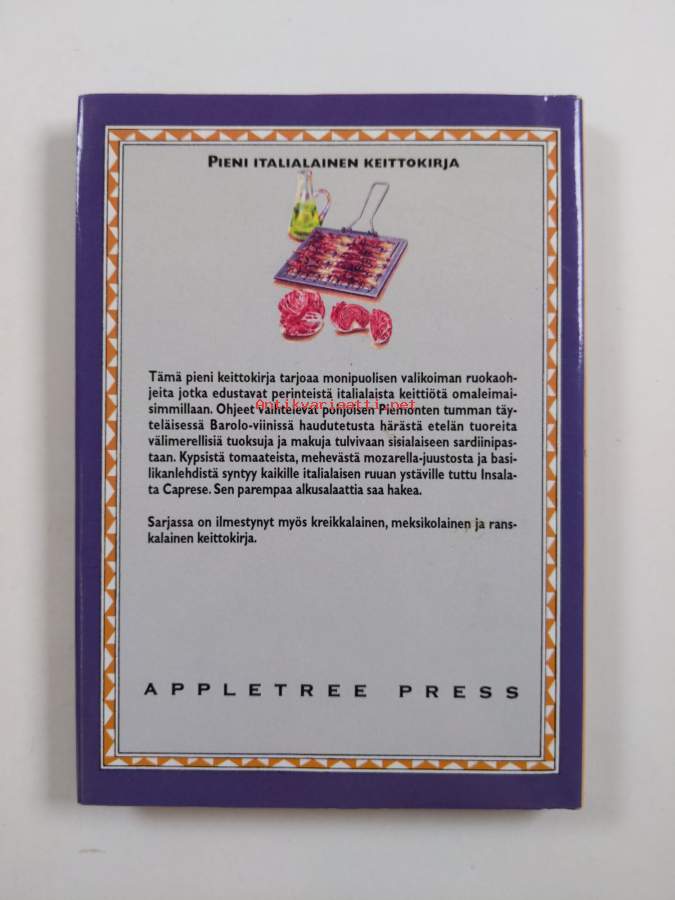 PIENI ITALIALAINEN KEITTOKIRJA
Tämä pieni keittokirja tarjoaa monipuolisen valikoiman ruokaoh-
jeita jotka edustavat perinteistä italialaista keittiötä omaleimai-
Antikvariaatti.net
simmillaan. Ohjeet vaihtelevat pohjoisen Piemonten tumman täy-
teläisessä Barolo-viinissä haudutetusta härästä etelän tuoreita
välimerellisiä tuoksuja ja makuja tulvivaan sisialaiseen sardiinipas-
taan. Kypsistä tomaateista, mehevästä mozarella-juustosta ja basi-
likanlehdistä syntyy kaikille italialaisen ruuan ystäville tuttu Insala-
ta Caprese. Sen parempaa alkusalaattia saa hakea.
Sarjassa on ilmestynyt myös kreikkalainen, meksikolainen ja rans-
kalainen keittokirja.
APPLETREE PRESS